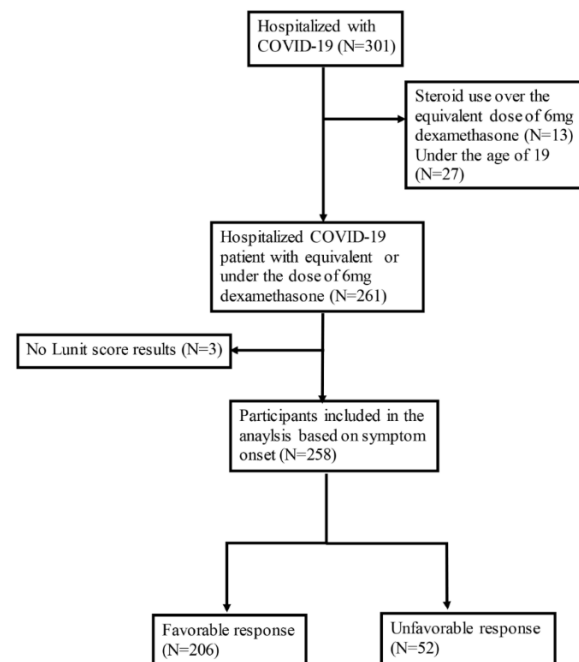 Hospitalized with
COVID-19 (N=301)
Steroid use over the
equivalent dose of 6mg
dexamethasone (N=13)
Under the age of 19
(N=27)
Hospitalized COVID-19
patient with equivalent or
under the dose of 6mg
dexamethasone (N=261)
No Lunit score results (N=3)
Participants included in the
anaylsis based on symptom
onset (N=258)
Favorable response
(N=206)
Unfavorable response
(N=52)